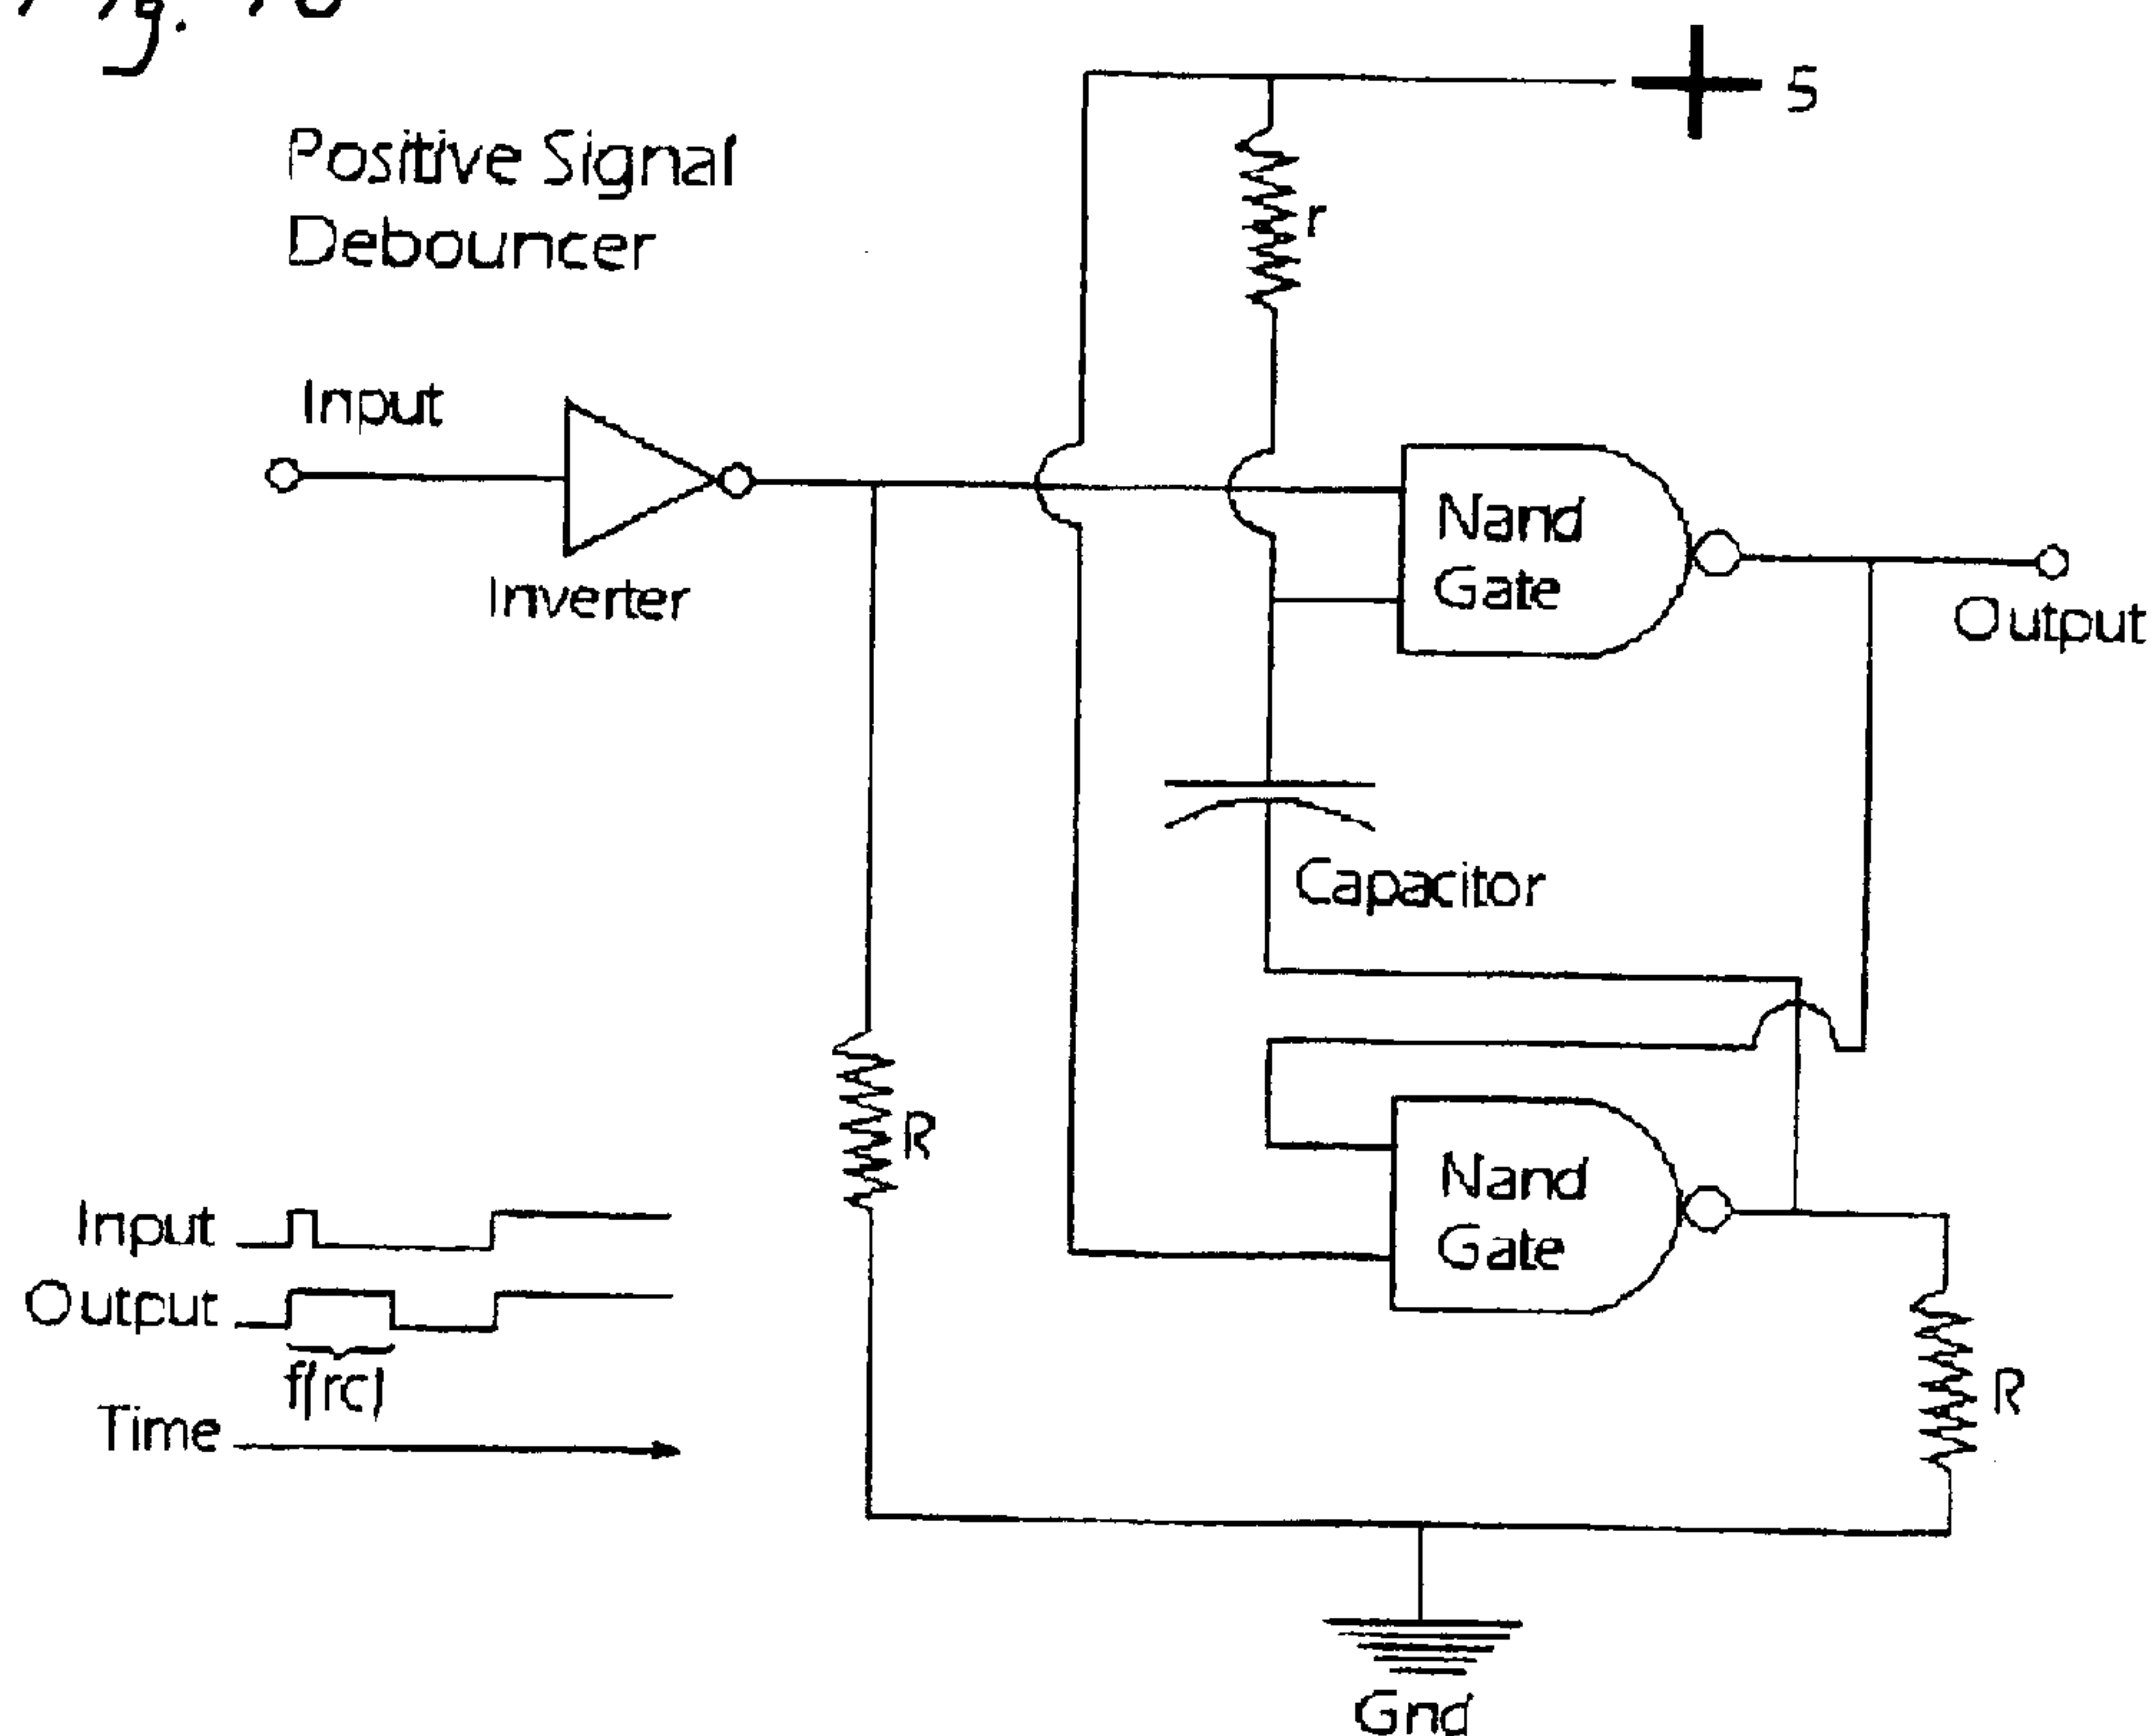 Positive Signal
Debouncer
+ 5
r
Input
Inverter
Nand
Gate
Output
Capacitor
R
Nand
Gate
R
Input
Output
f(rc)
Time
Gnd